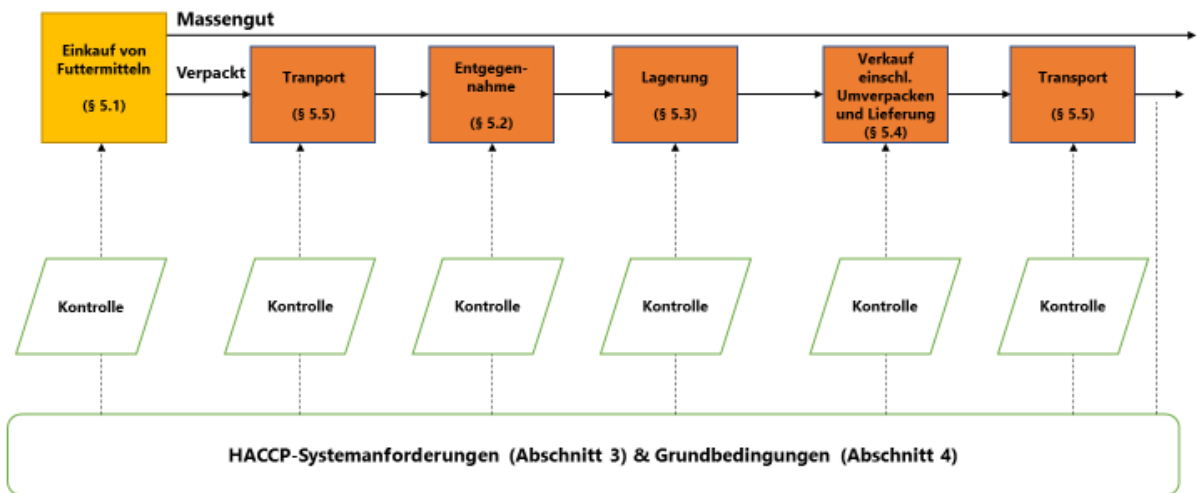 Massengut
Einkauf von
Futtermitteln
(§ 5.1)
Verpackt
Tranport
(§ 5.5)
Entgegen-
nahme
(§ 5.2)
Lagerung
(§ 5.3)
Verkauf
einschl.
Umverpacken
und Lieferung
(§ 5.4)
Transport
(§ 5.5)
Kontrolle
Kontrolle
Kontrolle
Kontrolle
Kontrolle
Kontrolle
HACCP-Systemanforderungen (Abschnitt 3) & Grundbedingungen (Abschnitt 4)